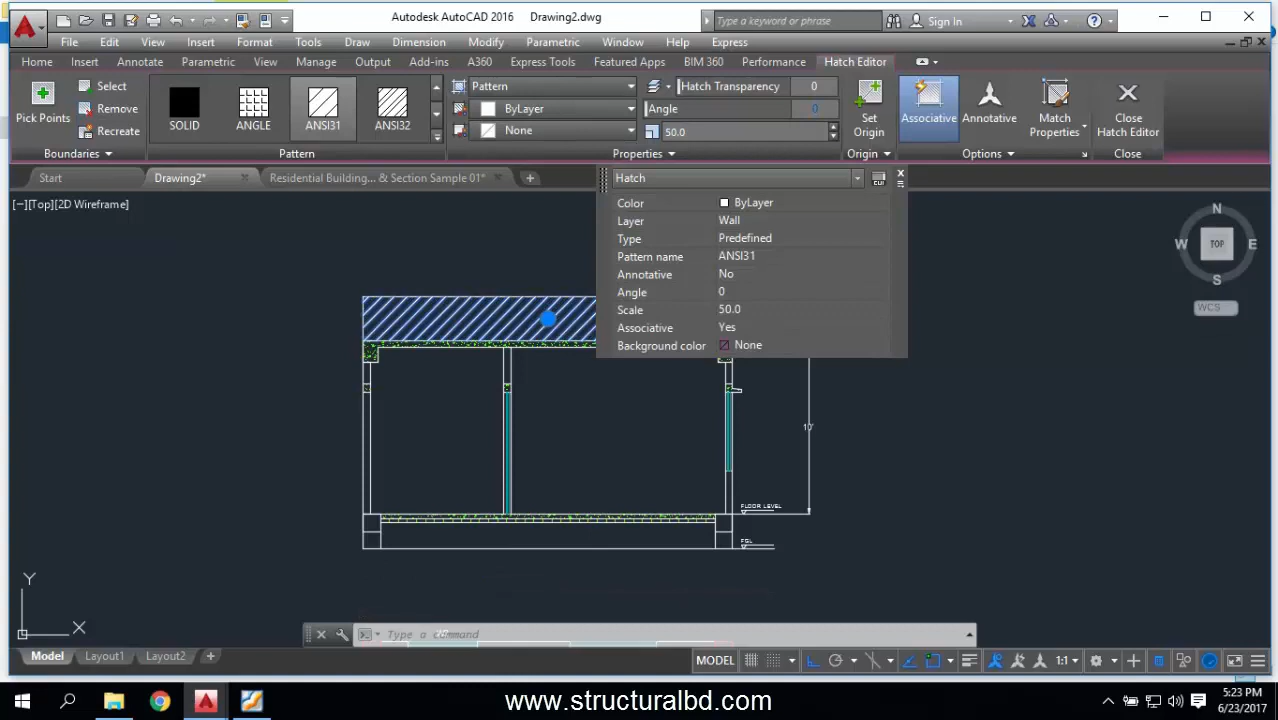 Autodesk AutoCAD 2016 Drawing2.dwg
Type a keyword or phrase
Sign In
File Edit View Insert Format Tools Draw Dimension Modify Parametric Window Help Express
Home Insert Annotate Parametric View Manage Output Add-ins A360 Express Tools Featured Apps BIM 360 Performance Hatch Editor
Pick Points
Select
Remove
Recreate
SOLID
ANGLE
ANSI31
ANSI32
Pattern
ByLayer
None
Hatch Transparency 0
Angle 0
50.0
Set
Origin
Associative
Annotative
Match
Properties
Close
Hatch Editor
Boundaries
Pattern
Properties
Origin
Options
Close
Start
Drawing2*
Residential Building... & Section Sample 01*
[−][Top][2D Wireframe]
Hatch
CUI
Color ByLayer
Layer Wall
Type Predefined
Pattern name ANSI31
Annotative No
Angle 0
Scale 50.0
Associative Yes
Background color None
N
W TOP E
S
WCS
10'
FLOOR LEVEL
Y
X
Type a command
Model Layout1 Layout2
MODEL
1:1
www.structuralbd.com
5:23 PM
6/23/2017